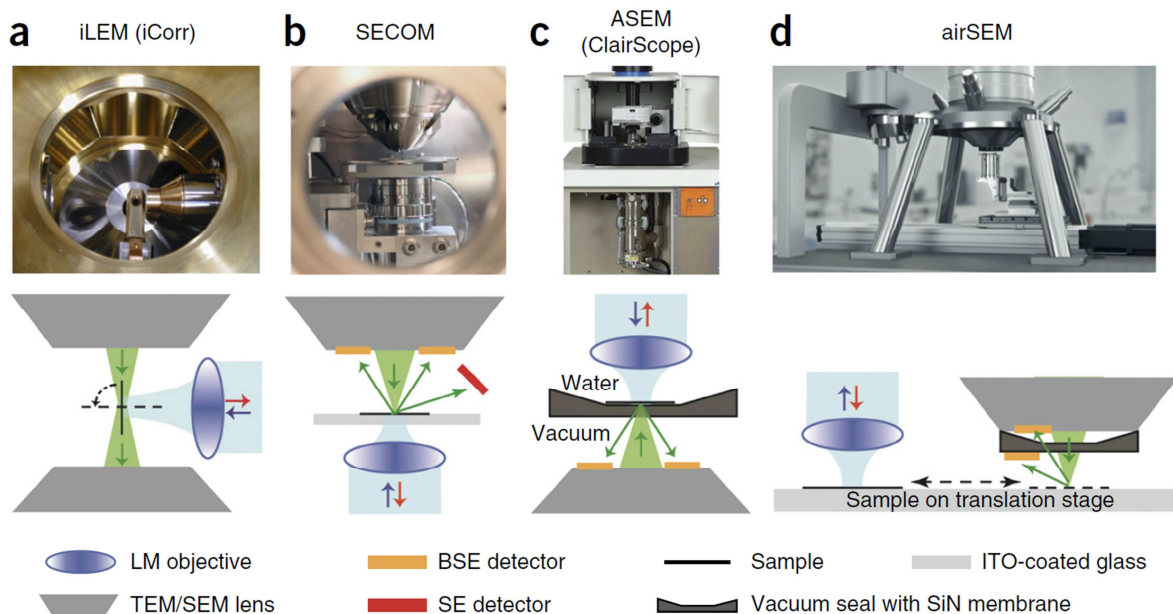 a
iLEM (iCorr)
b
SECOM
c
ASEM
(ClairScope)
d
airSEM
Water
Vacuum
Sample on translation stage
LM objective
BSE detector
Sample
ITO-coated glass
TEM/SEM lens
SE detector
Vacuum seal with SiN membrane